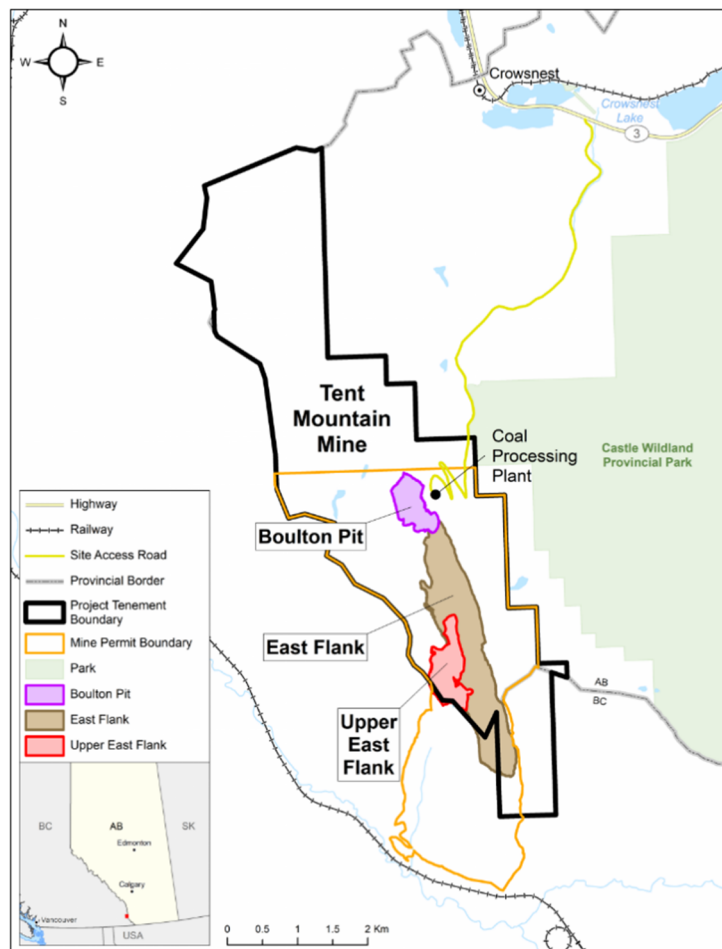 N
W
E
S
Crowsnest
Crowsnest
Lake
3
Tent
Mountain
Mine
Coal
Processing
Plant
Castle Wildland
Provincial Park
Boulton Pit
East Flank
Upper
East
Flank
AB
BC
Highway
Railway
Site Access Road
Provincial Border
Project Tenement
Boundary
Mine Permit Boundary
Park
Boulton Pit
East Flank
Upper East Flank
BC
AB
SK
Edmonton
Calgary
Vancouver
USA
0 0.5 1 1.5 2 Km